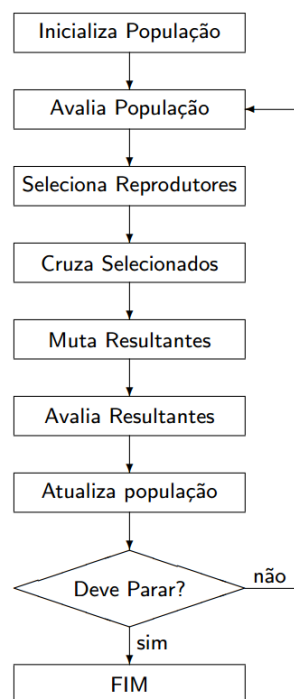 Inicializa População
Avalia População
Seleciona Reprodutores
Cruza Selecionados
Muta Resultantes
Avalia Resultantes
Atualiza população
Deve Parar?
não
sim
FIM